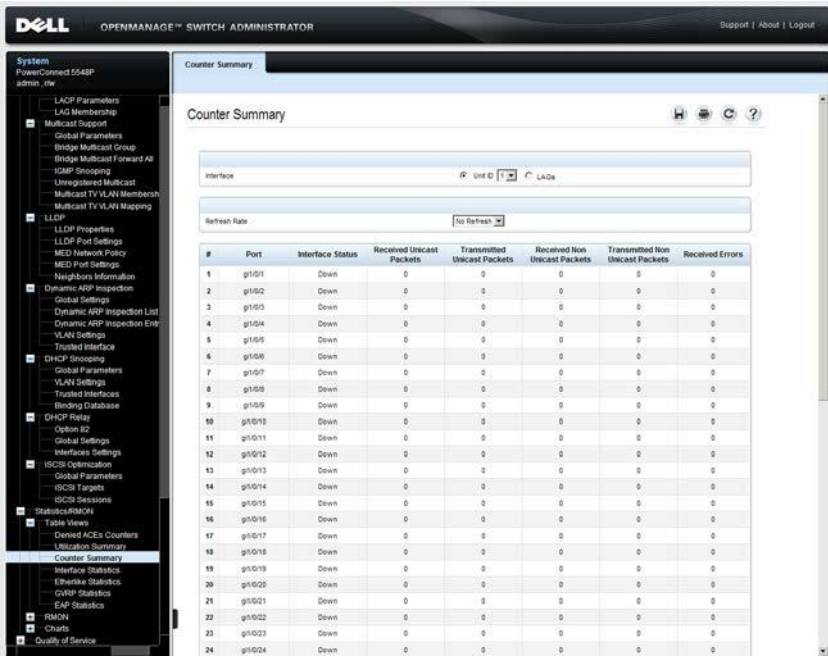 DELL OPENMANAGE™ SWITCH ADMINISTRATOR
Support | About | Logout
System
PowerConnect 5548P
admin , r/w
LACP Parameters
LAG Membership
Multicast Support
Global Parameters
Bridge Multicast Group
Bridge Multicast Forward All
IGMP Snooping
Unregistered Multicast
Multicast TV VLAN Membersh
Multicast TV VLAN Mapping
LLDP
LLDP Properties
LLDP Port Settings
MED Network Policy
MED Port Settings
Neighbors Information
Dynamic ARP Inspection
Global Settings
Dynamic ARP Inspection List
Dynamic ARP Inspection Entr
VLAN Settings
Trusted Interface
DHCP Snooping
Global Parameters
VLAN Settings
Trusted Interfaces
Binding Database
DHCP Relay
Option 82
Global Settings
Interfaces Settings
iSCSI Optimization
Global Parameters
iSCSI Targets
iSCSI Sessions
Statistics/RMON
Table Views
Denied ACEs Counters
Utilization Summary
Counter Summary
Interface Statistics
Etherlike Statistics
GVRP Statistics
EAP Statistics
RMON
Charts
Quality of Service
Counter Summary
Counter Summary
Interface Unit ID 1 LAGs
Refresh Rate No Refresh
# Port Interface Status Received Unicast Packets Transmitted Unicast Packets Received Non Unicast Packets Transmitted Non Unicast Packets Received Errors
1 gi1/0/1 Down 0 0 0 0 0
2 gi1/0/2 Down 0 0 0 0 0
3 gi1/0/3 Down 0 0 0 0 0
4 gi1/0/4 Down 0 0 0 0 0
5 gi1/0/5 Down 0 0 0 0 0
6 gi1/0/6 Down 0 0 0 0 0
7 gi1/0/7 Down 0 0 0 0 0
8 gi1/0/8 Down 0 0 0 0 0
9 gi1/0/9 Down 0 0 0 0 0
10 gi1/0/10 Down 0 0 0 0 0
11 gi1/0/11 Down 0 0 0 0 0
12 gi1/0/12 Down 0 0 0 0 0
13 gi1/0/13 Down 0 0 0 0 0
14 gi1/0/14 Down 0 0 0 0 0
15 gi1/0/15 Down 0 0 0 0 0
16 gi1/0/16 Down 0 0 0 0 0
17 gi1/0/17 Down 0 0 0 0 0
18 gi1/0/18 Down 0 0 0 0 0
19 gi1/0/19 Down 0 0 0 0 0
20 gi1/0/20 Down 0 0 0 0 0
21 gi1/0/21 Down 0 0 0 0 0
22 gi1/0/22 Down 0 0 0 0 0
23 gi1/0/23 Down 0 0 0 0 0
24 gi1/0/24 Down 0 0 0 0 0